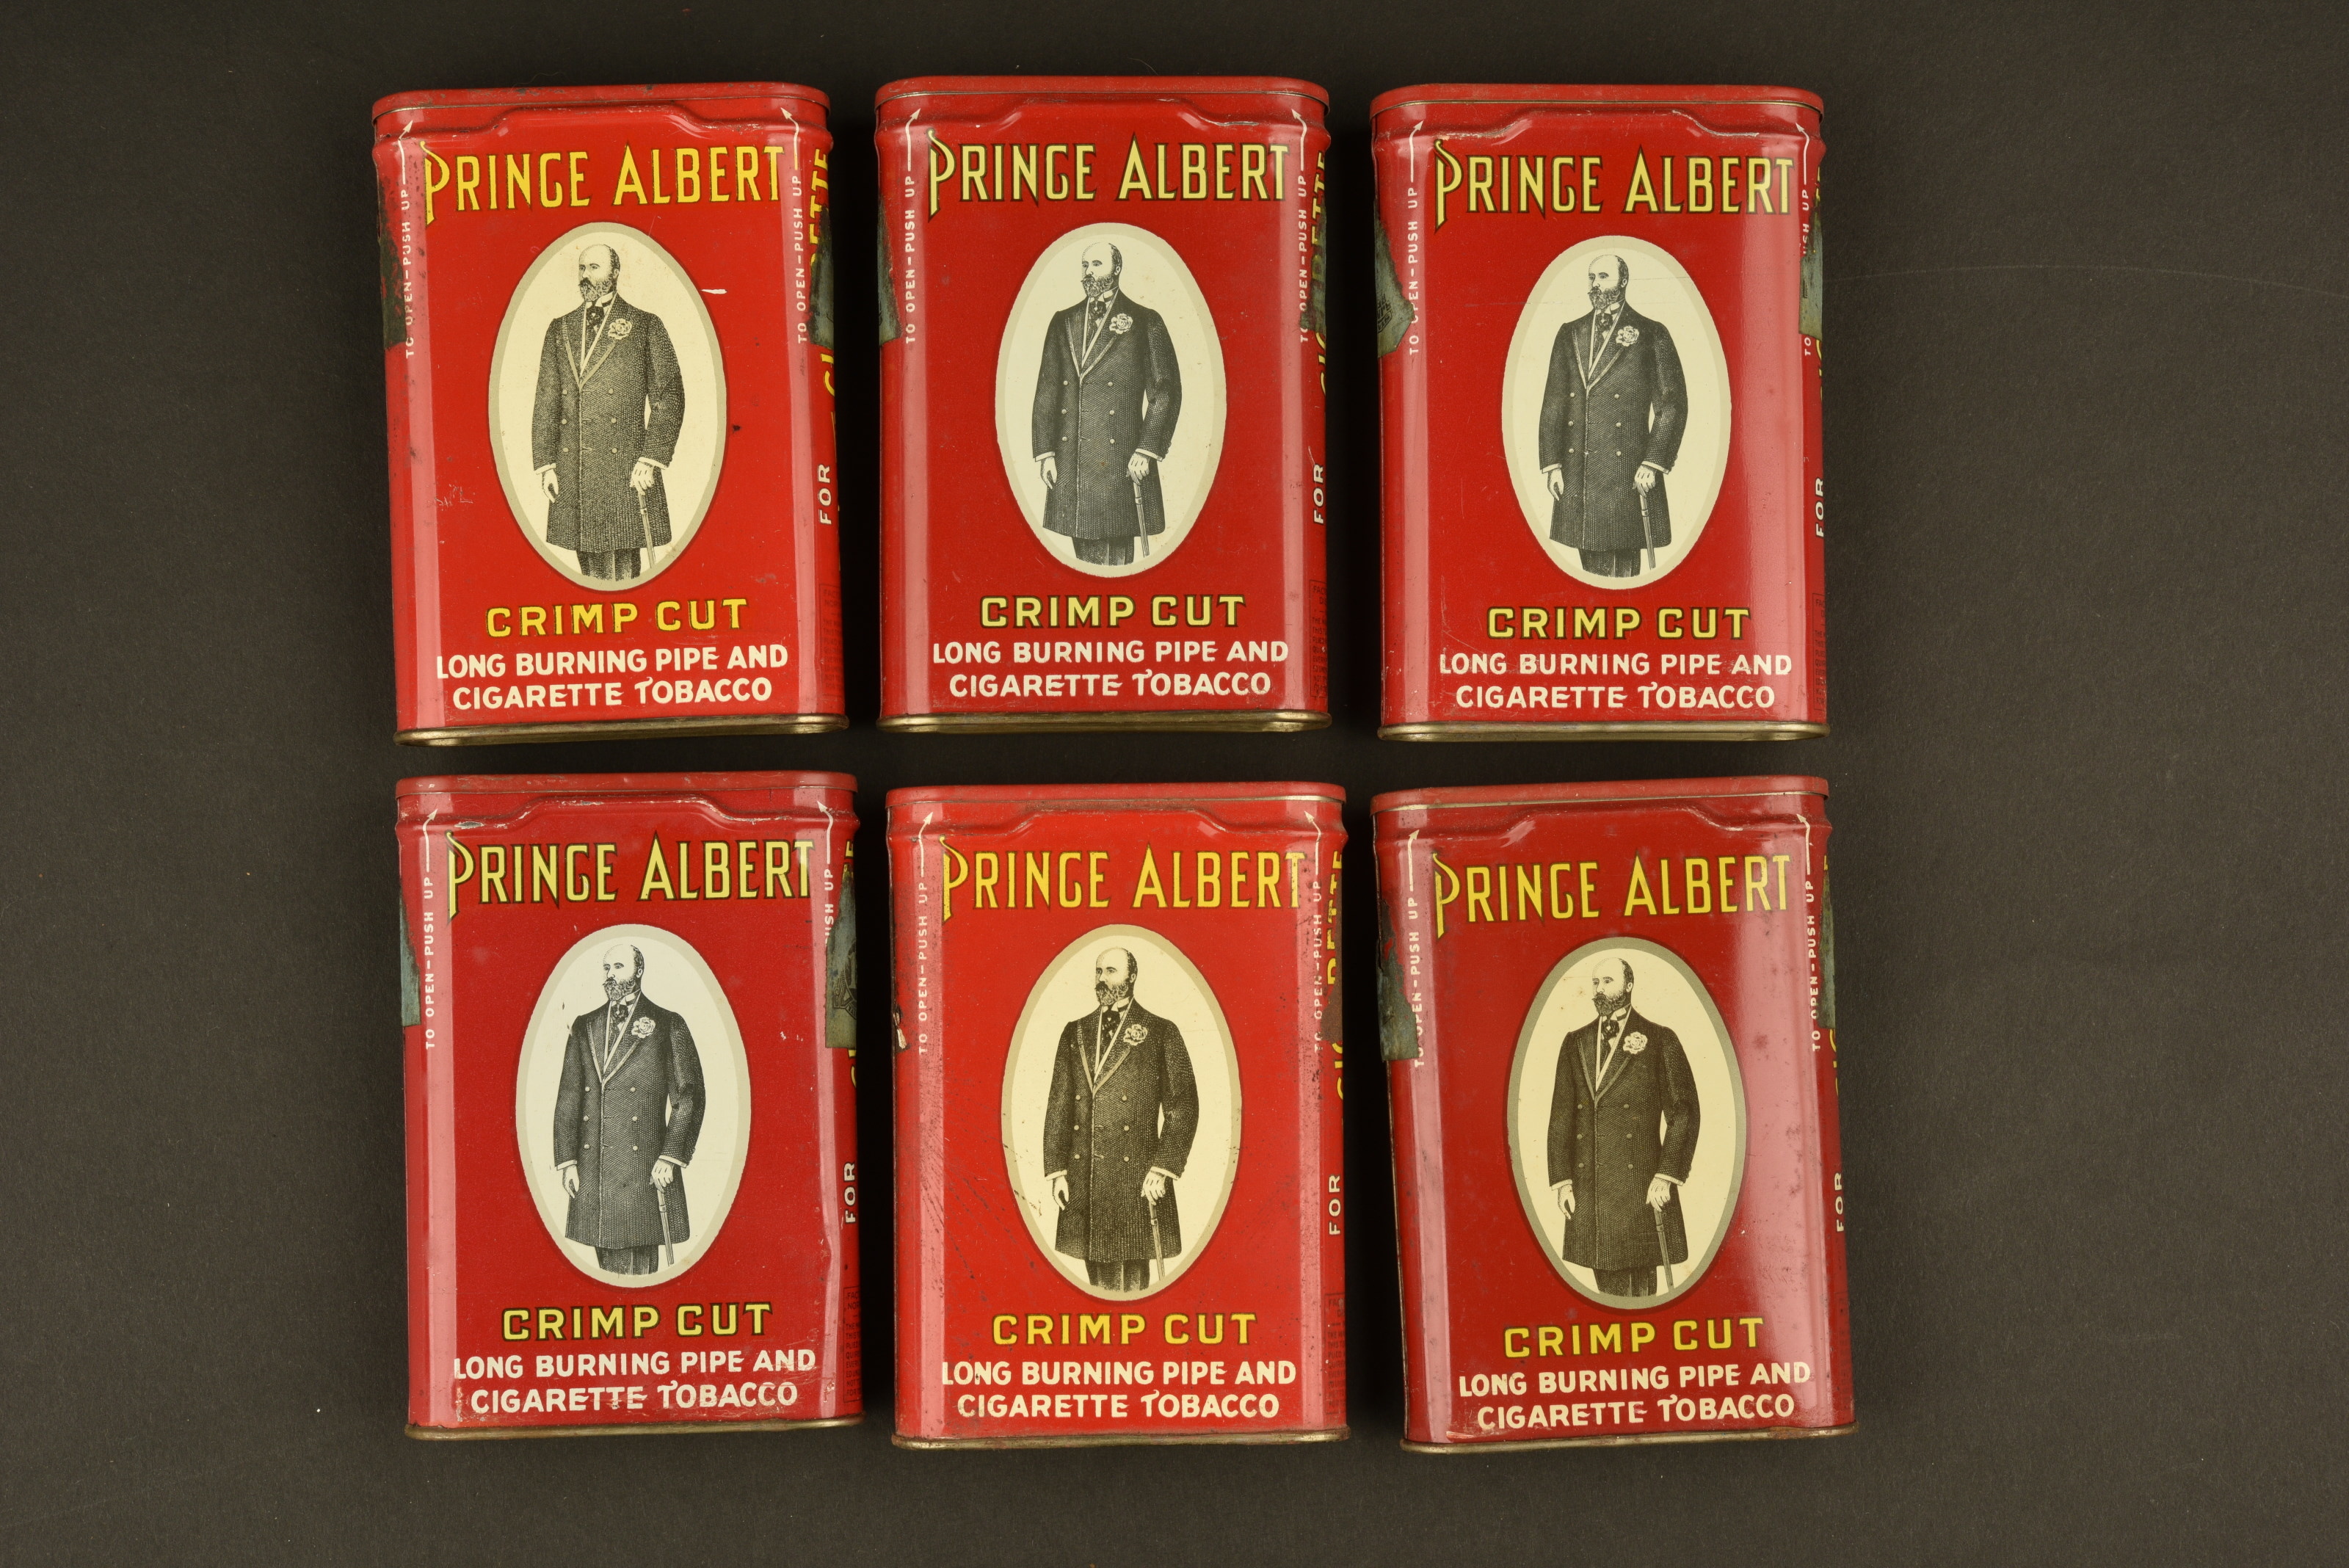 TO OPEN-PUSH UP
PRINCE ALBERT
TO OPEN-PUSH UP
FOR
CRIMP CUT
LONG BURNING PIPE AND
CIGARETTE TOBACCO
TO OPEN-PUSH UP
PRINCE ALBERT
TO OPEN-PUSH UP
FOR
CRIMP CUT
LONG BURNING PIPE AND
CIGARETTE TOBACCO
TO OPEN-PUSH UP
PRINCE ALBERT
TO PUSH UP
FOR
CRIMP CUT
LONG BURNING PIPE AND
CIGARETTE TOBACCO
TO OPEN-PUSH UP
PRINCE ALBERT
PUSH UP
FOR
CRIMP CUT
LONG BURNING PIPE AND
CIGARETTE TOBACCO
TO OPEN-PUSH UP
PRINCE ALBERT
TO OPEN-PUSH UP
FOR
CRIMP CUT
LONG BURNING PIPE AND
CIGARETTE TOBACCO
TO OPEN-PUSH UP
PRINCE ALBERT
TO OPEN-PUSH UP
FOR
CRIMP CUT
LONG BURNING PIPE AND
CIGARETTE TOBACCO